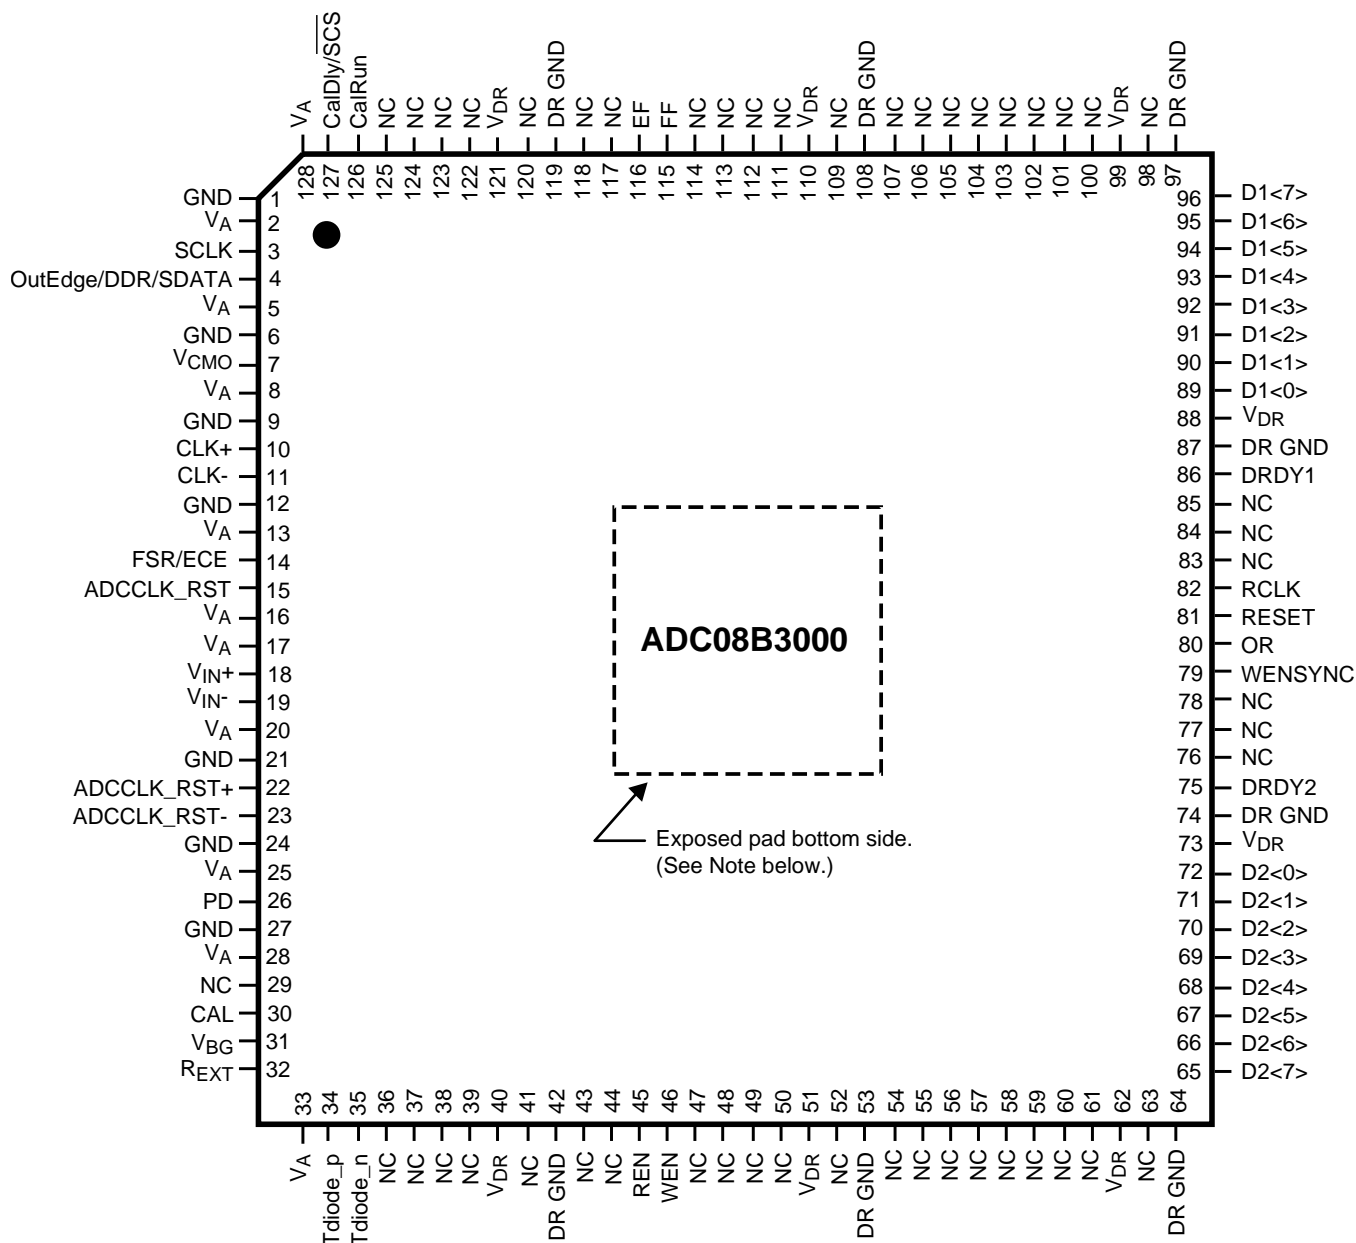 VA
CalDly/SCS
CalRun
NC
NC
NC
NC
VDR
NC
DR GND
NC
NC
EF
FF
NC
NC
NC
NC
VDR
NC
DR GND
NC
NC
NC
NC
NC
NC
NC
NC
VDR
NC
DR GND
128
127
126
125
124
123
122
121
120
119
118
117
116
115
114
113
112
111
110
109
108
107
106
105
104
103
102
101
100
99
98
97
GND 1
VA 2
SCLK 3
OutEdge/DDR/SDATA 4
VA 5
GND 6
VCMO 7
VA 8
GND 9
CLK+ 10
CLK- 11
GND 12
VA 13
FSR/ECE 14
ADCCLK_RST 15
VA 16
VA 17
VIN+ 18
VIN- 19
VA 20
GND 21
ADCCLK_RST+ 22
ADCCLK_RST- 23
GND 24
VA 25
PD 26
GND 27
VA 28
NC 29
CAL 30
VBG 31
REXT 32
ADC08B3000
Exposed pad bottom side.
(See Note below.)
96 D1<7>
95 D1<6>
94 D1<5>
93 D1<4>
92 D1<3>
91 D1<2>
90 D1<1>
89 D1<0>
88 VDR
87 DR GND
86 DRDY1
85 NC
84 NC
83 NC
82 RCLK
81 RESET
80 OR
79 WENSYNC
78 NC
77 NC
76 NC
75 DRDY2
74 DR GND
73 VDR
72 D2<0>
71 D2<1>
70 D2<2>
69 D2<3>
68 D2<4>
67 D2<5>
66 D2<6>
65 D2<7>
33
34
35
36
37
38
39
40
41
42
43
44
45
46
47
48
49
50
51
52
53
54
55
56
57
58
59
60
61
62
63
64
VA
Tdiode_p
Tdiode_n
NC
NC
NC
NC
VDR
NC
DR GND
NC
NC
REN
WEN
NC
NC
NC
NC
VDR
NC
DR GND
NC
NC
NC
NC
NC
NC
NC
NC
VDR
NC
DR GND